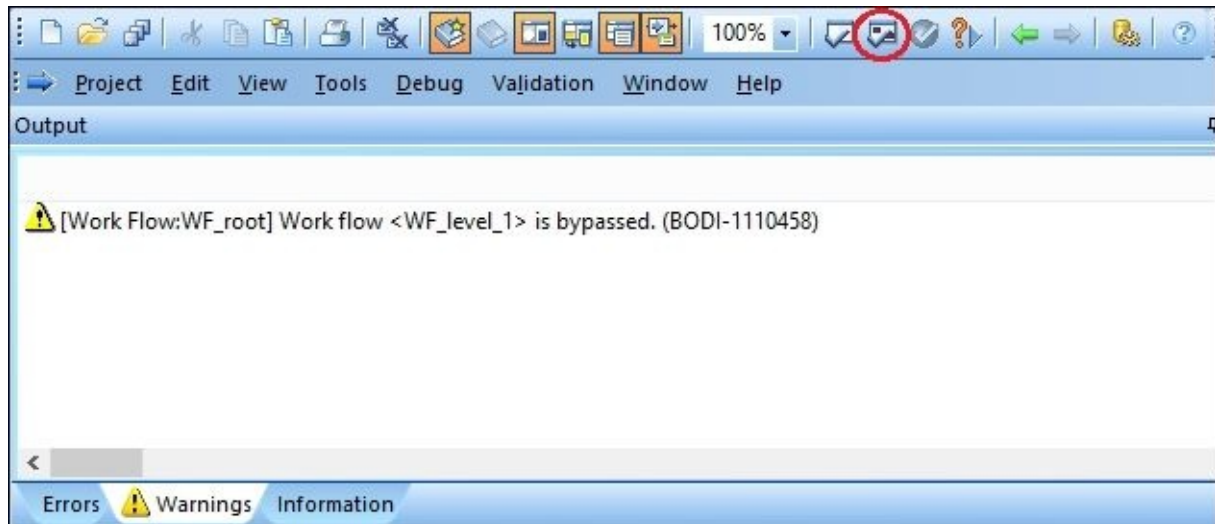 100%
Project Edit View Tools Debug Validation Window Help
Output
[Work Flow:WF_root] Work flow <WF_level_1> is bypassed. (BODI-1110458)
Errors Warnings Information